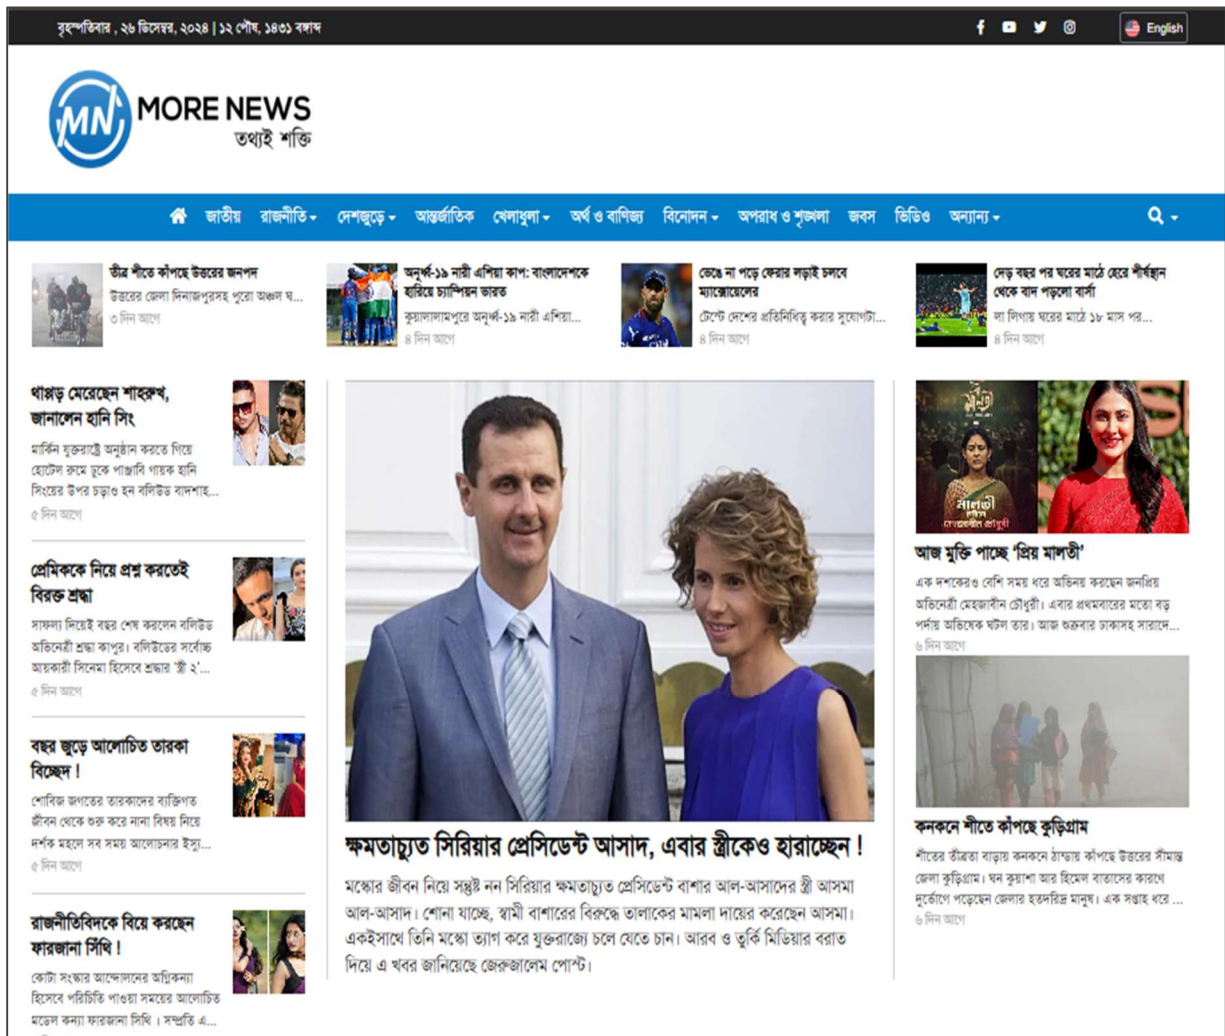 বৃহস্পতিবার , ২৬ ডিসেম্বর, ২০২৪ | ১২ পৌষ, ১৪৩১ বঙ্গাব্দ
English
MN
MORE NEWS
তথ্যই শক্তি
জাতীয় রাজনীতি দেশজুড়ে আন্তর্জাতিক খেলাধুলা অর্থ ও বাণিজ্য বিনোদন অপরাধ ও শৃঙ্খলা জবস ভিডিও অন্যান্য
তীব্র শীতে কাঁপছে উত্তরের জনপদ
উত্তরের জেলা দিনাজপুরসহ পুরো অঞ্চল ঘ...
৩ দিন আগে
অনূর্ধ্ব-১৯ নারী এশিয়া কাপ: বাংলাদেশকে
হারিয়ে চ্যাম্পিয়ন ভারত
কুয়ালালামপুরে অনূর্ধ্ব-১৯ নারী এশিয়া...
৪ দিন আগে
ভেঙে না পড়ে ফেরার লড়াই চলবে
ম্যাক্সোয়েলের
টেস্টে দেশের প্রতিনিধিত্ব করার সুযোগটা...
৪ দিন আগে
দেড় বছর পর ঘরের মাঠে হেরে শীর্ষস্থান
থেকে বাদ পড়লো বার্সা
লা লিগায় ঘরের মাঠে ১৮ মাস পর...
৪ দিন আগে
থাপ্পড় মেরেছেন শাহরুখ,
জানালেন হানি সিং
মার্কিন যুক্তরাষ্ট্রে অনুষ্ঠান করতে গিয়ে
হোটেল রুমে ঢুকে পাঞ্জাবি গায়ক হানি
সিংয়ের উপর চড়াও হন বলিউড বাদশাহ...
৫ দিন আগে
প্রেমিককে নিয়ে প্রশ্ন করতেই
বিরক্ত শ্রদ্ধা
সাফল্য দিয়েই বছর শেষ করলেন বলিউড
অভিনেত্রী শ্রদ্ধা কাপুর। বলিউডের সর্বোচ্চ
আয়কারী সিনেমা হিসেবে শ্রদ্ধার ‘স্ত্রী ২’...
৫ দিন আগে
বছর জুড়ে আলোচিত তারকা
বিচ্ছেদ !
শোবিজ জগতের তারকাদের ব্যক্তিগত
জীবন থেকে শুরু করে নানা বিষয় নিয়ে
দর্শক মহলে সব সময় আলোচনার ইস্যু...
৫ দিন আগে
রাজনীতিবিদকে বিয়ে করছেন
ফারজানা সিঁথি !
কোটা সংস্কার আন্দোলনের অগ্নিকন্যা
হিসেবে পরিচিতি পাওয়া সময়ের আলোচিত
মডেল কন্যা ফারজানা সিথি । সম্প্রতি এ...
ক্ষমতাচ্যুত সিরিয়ার প্রেসিডেন্ট আসাদ, এবার স্ত্রীকেও হারাচ্ছেন !
মস্কোর জীবন নিয়ে সন্তুষ্ট নন সিরিয়ার ক্ষমতাচ্যুত প্রেসিডেন্ট বাশার আল-আসাদের স্ত্রী আসমা
আল-আসাদ। শোনা যাচ্ছে, স্বামী বাশারের বিরুদ্ধে তালাকের মামলা দায়ের করেছেন আসমা।
একইসাথে তিনি মস্কো ত্যাগ করে যুক্তরাজ্যে চলে যেতে চান। আরব ও তুর্কি মিডিয়ার বরাত
দিয়ে এ খবর জানিয়েছে জেরুজালেম পোস্ট।
মালতী
আজ মুক্তি পাচ্ছে ‘প্রিয় মালতী’
এক দশকেরও বেশি সময় ধরে অভিনয় করছেন জনপ্রিয়
অভিনেত্রী মেহজাবীন চৌধুরী। এবার প্রথমবারের মতো বড়
পর্দায় অভিষেক ঘটল তার। আজ শুক্রবার ঢাকাসহ সারাদে...
৬ দিন আগে
কনকনে শীতে কাঁপছে কুড়িগ্রাম
শীতের তীব্রতা বাড়ায় কনকনে ঠান্ডায় কাঁপছে উত্তরের সীমান্ত
জেলা কুড়িগ্রাম। ঘন কুয়াশা আর হিমেল বাতাসের কারণে
দুর্ভোগে পড়েছেন জেলার হতদরিদ্র মানুষ। এক সপ্তাহ ধরে ...
৬ দিন আগে